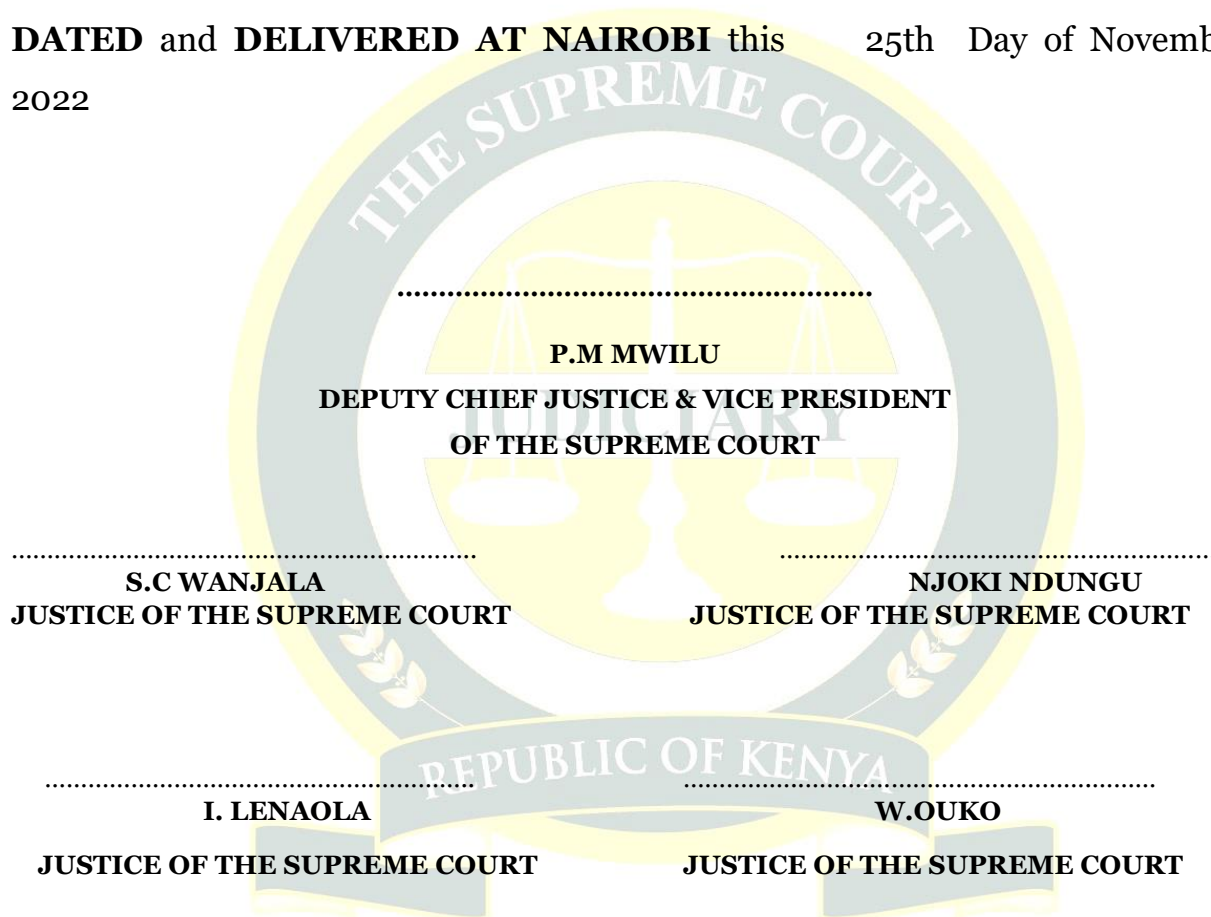 DATED and DELIVERED AT NAIROBI this 25th Day of Novemb
2022
THE SUPREME COURT
....................................................
P.M MWILU
DEPUTY CHIEF JUSTICE & VICE PRESIDENT
JUDICIARY
OF THE SUPREME COURT
.................................................... ....................................................
S.C WANJALA NJOKI NDUNGU
JUSTICE OF THE SUPREME COURT JUSTICE OF THE SUPREME COURT
REPUBLIC OF KENYA
.................................................... ....................................................
I. LENAOLA W.OUKO
JUSTICE OF THE SUPREME COURT JUSTICE OF THE SUPREME COURT